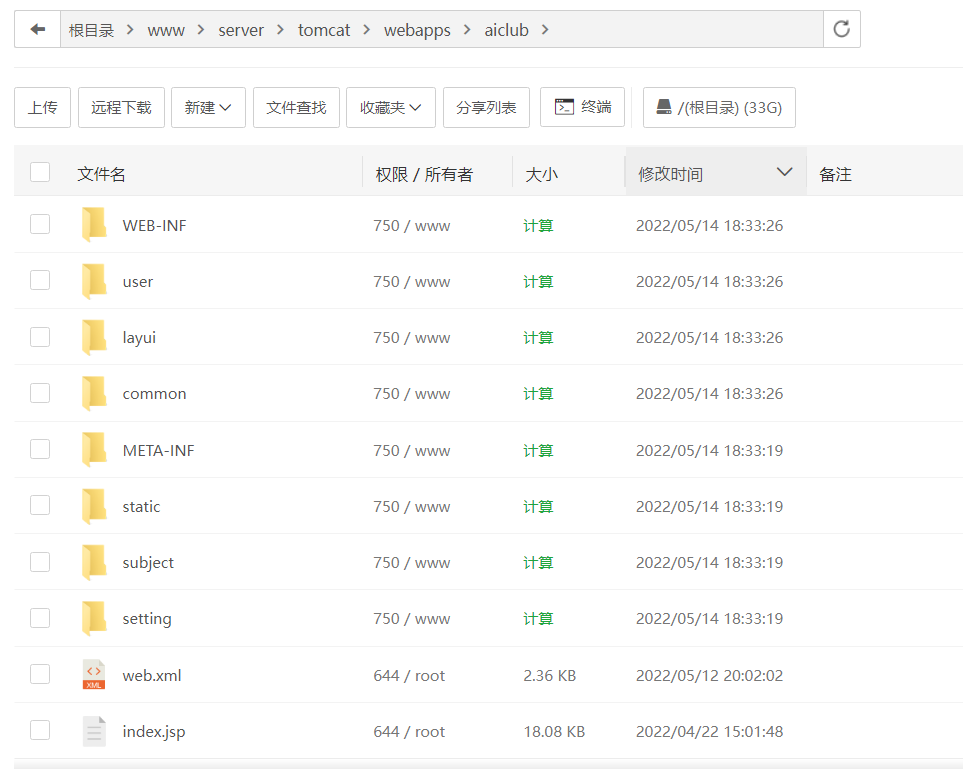 根目录 > www > server > tomcat > webapps > aiclub >
上传 远程下载 新建 文件查找 收藏夹 分享列表 终端 /(根目录) (33G)
文件名 权限 / 所有者 大小 修改时间 备注
WEB-INF 750 / www 计算 2022/05/14 18:33:26
user 750 / www 计算 2022/05/14 18:33:26
layui 750 / www 计算 2022/05/14 18:33:26
common 750 / www 计算 2022/05/14 18:33:26
META-INF 750 / www 计算 2022/05/14 18:33:19
static 750 / www 计算 2022/05/14 18:33:19
subject 750 / www 计算 2022/05/14 18:33:19
setting 750 / www 计算 2022/05/14 18:33:19
XML web.xml 644 / root 2.36 KB 2022/05/12 20:02:02
index.jsp 644 / root 18.08 KB 2022/04/22 15:01:48